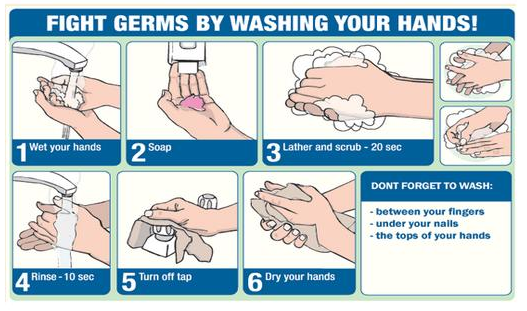 FIGHT GERMS BY WASHING YOUR HANDS!
1 Wet your hands
2 Soap
3 Lather and scrub - 20 sec
4 Rinse - 10 sec
5 Turn off tap
6 Dry your hands
DONT FORGET TO WASH:
- between your fingers
- under your nails
- the tops of your hands